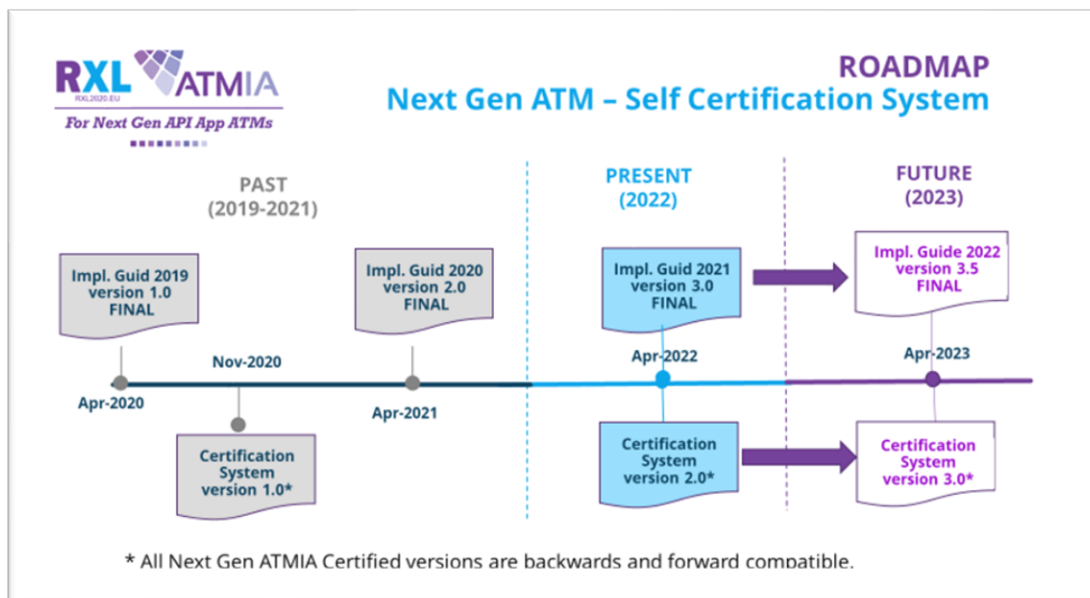 RXL
RXL2020.EU
ATMIA
For Next Gen API App ATMs
ROADMAP
Next Gen ATM – Self Certification System
PAST
(2019-2021)
PRESENT
(2022)
FUTURE
(2023)
Impl. Guid 2019
version 1.0
FINAL
Impl. Guid 2020
version 2.0
FINAL
Impl. Guid 2021
version 3.0
FINAL
Impl. Guide 2022
version 3.5
FINAL
Apr-2020
Nov-2020
Apr-2021
Apr-2022
Apr-2023
Certification
System
version 1.0*
Certification
System
version 2.0*
Certification
System
version 3.0*
* All Next Gen ATMIA Certified versions are backwards and forward compatible.